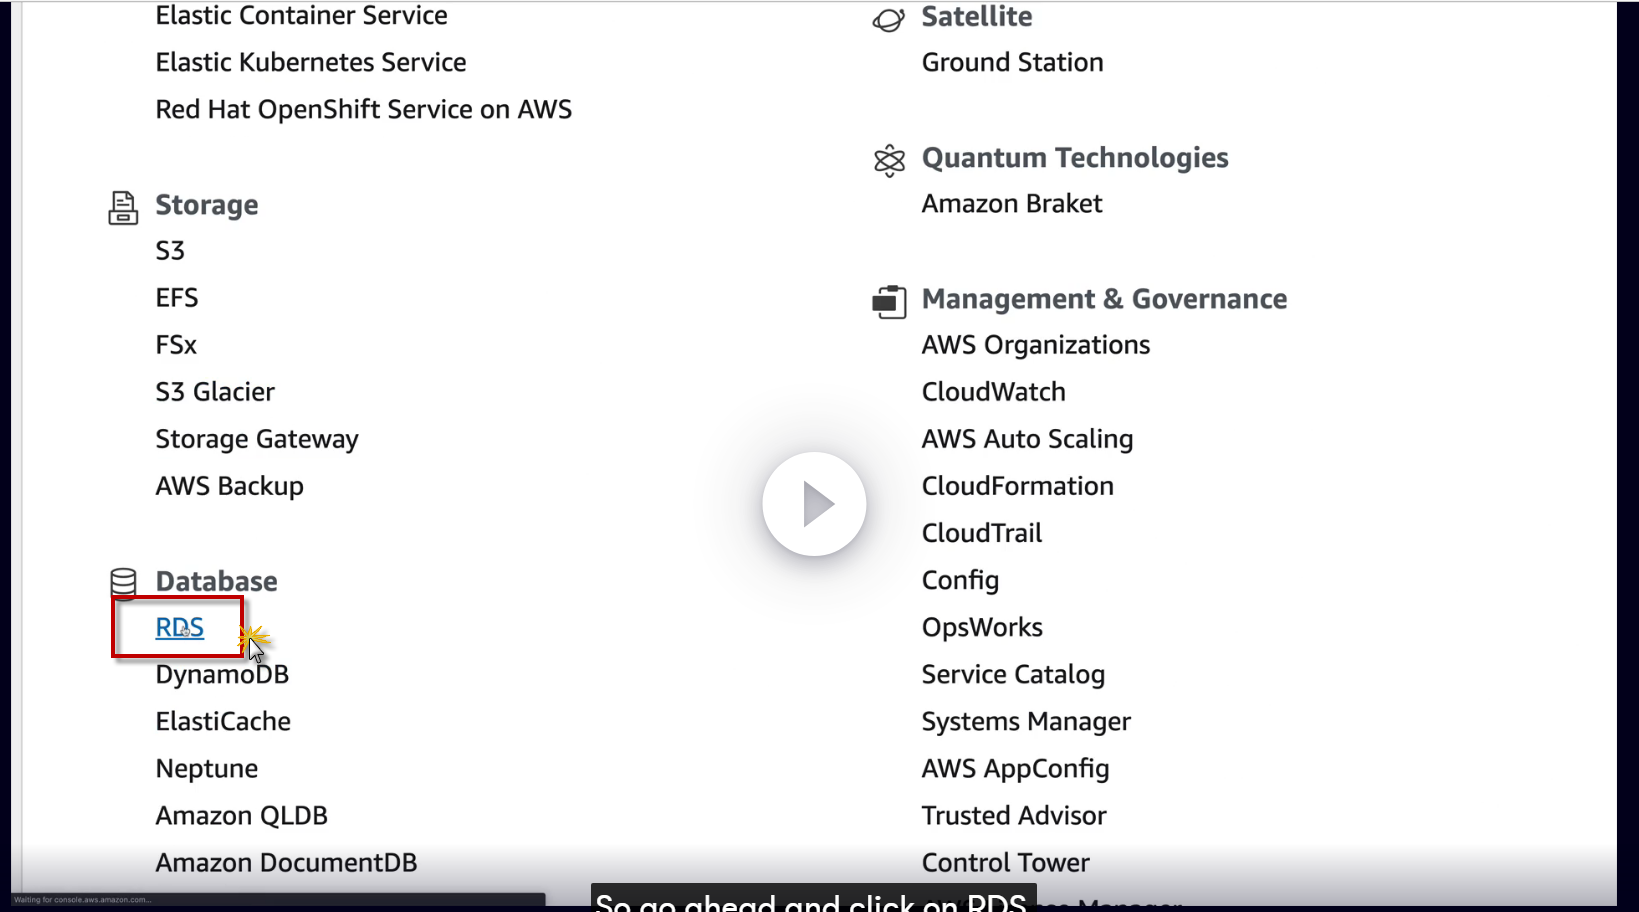 Elastic Container Service
Elastic Kubernetes Service
Red Hat OpenShift Service on AWS
Storage
S3
EFS
FSx
S3 Glacier
Storage Gateway
AWS Backup
Database
RDS
DynamoDB
ElastiCache
Neptune
Amazon QLDB
Amazon DocumentDB
Satellite
Ground Station
Quantum Technologies
Amazon Braket
Management & Governance
AWS Organizations
CloudWatch
AWS Auto Scaling
CloudFormation
CloudTrail
Config
OpsWorks
Service Catalog
Systems Manager
AWS AppConfig
Trusted Advisor
Control Tower
Manager
Waiting for console.aws.amazon.com...
So go ahead and click on RDS